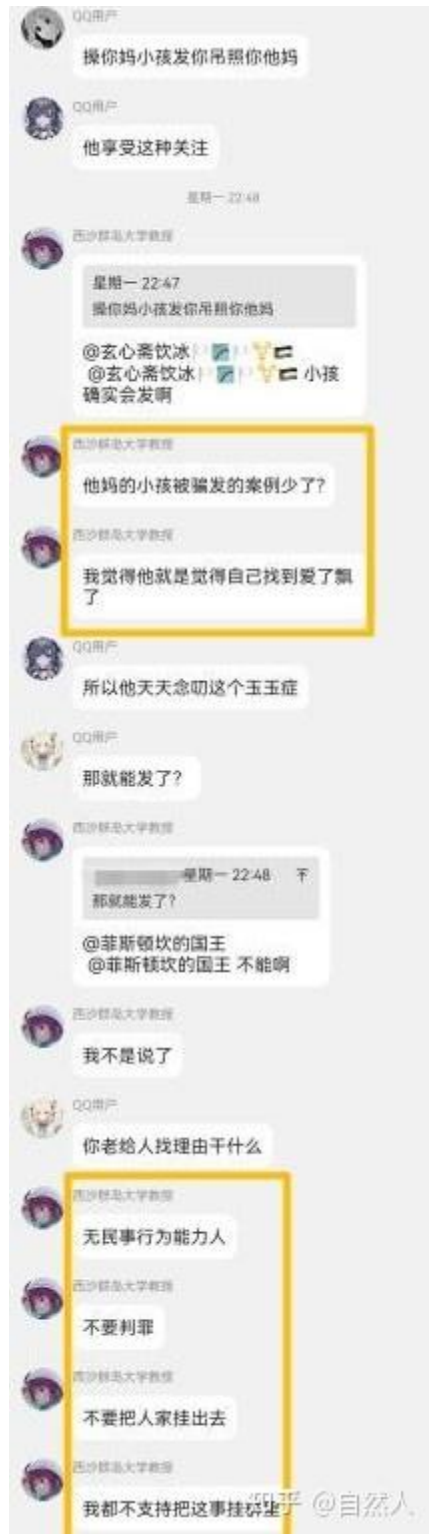 QQ用户
操你妈小孩发你吊照你他妈
QQ用户
他享受这种关注
星期一 22:48
西沙群岛大学教授
星期一 22:47
操你妈小孩发你吊照你他妈
@玄心斋饮冰
@玄心斋饮冰 小孩
确实会发啊
西沙群岛大学教授
他妈的小孩被骗发的案例少了?
西沙群岛大学教授
我觉得他就是觉得自己找到爱了飘
了
QQ用户
所以他天天念叨这个玉玉症
QQ用户
那就能发了?
西沙群岛大学教授
星期一 22:48
那就能发了?
@菲斯顿坎的国王
@菲斯顿坎的国王 不能啊
西沙群岛大学教授
我不是说了
QQ用户
你老给人找理由干什么
西沙群岛大学教授
无民事行为能力人
西沙群岛大学教授
不要判罪
西沙群岛大学教授
不要把人家挂出去
西沙群岛大学教授
我都不支持把这事挂群里
知乎 @自然人